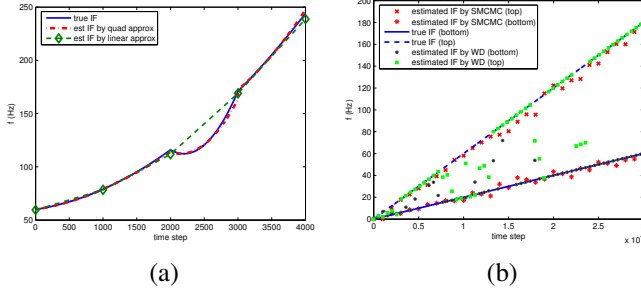 true IF
est IF by quad approx
est IF by linear approx
f (Hz)
250
200
150
100
50
0 500 1000 1500 2000 2500 3000 3500 4000
time step
(a)
estimated IF by SMCMC (top)
estimated IF by SMCMC (bottom)
true IF (bottom)
true IF (top)
estimated IF by WD (bottom)
estimated IF by WD (top)
f (Hz)
200
180
160
140
120
100
80
60
40
20
0
0 0.5 1 1.5 2 2.5
time step
x 10
(b)